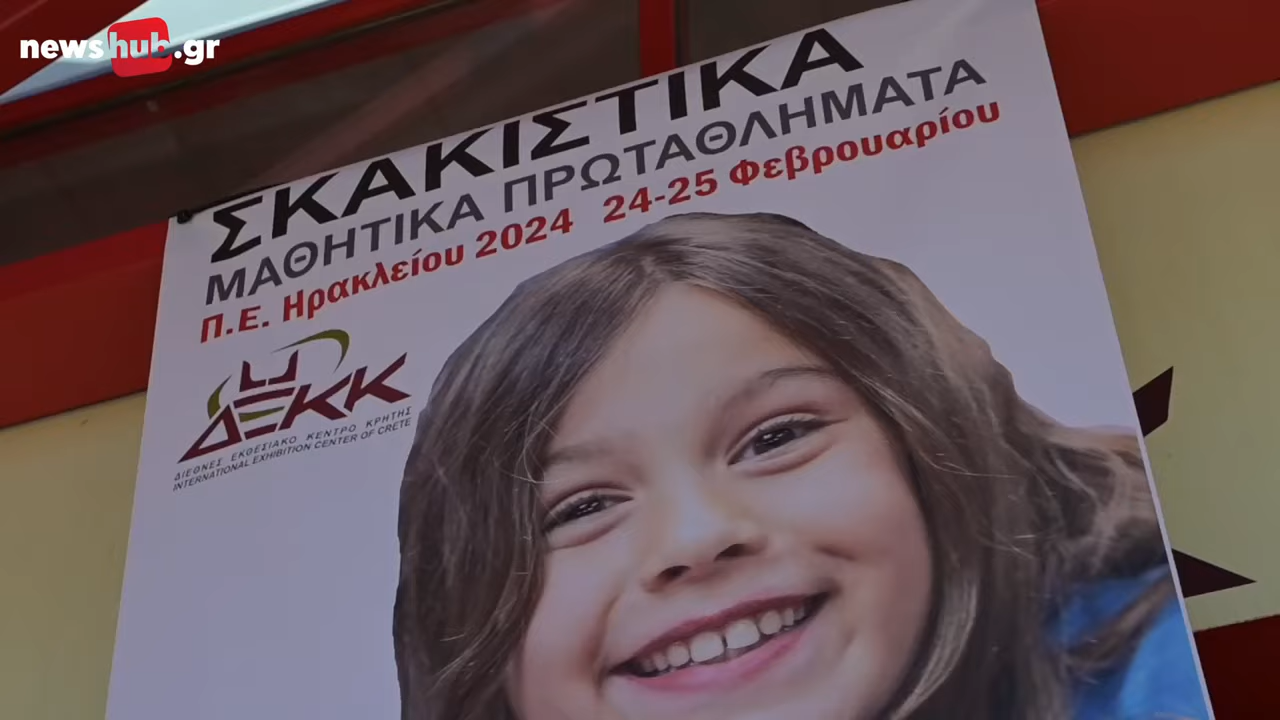 newshub.gr
ΣΚΑΚΙΣΤΙΚΑ
ΜΑΘΗΤΙΚΑ ΠΡΩΤΑΘΛΗΜΑΤΑ
Π.Ε. Ηρακλείου 2024 24-25 Φεβρουαρίου
ΔΕΚΚ
ΔΙΕΘΝΕΣ ΕΚΘΕΣΙΑΚΟ ΚΕΝΤΡΟ ΚΡΗΤΗΣ
INTERNATIONAL EXHIBITION CENTER OF CRETE